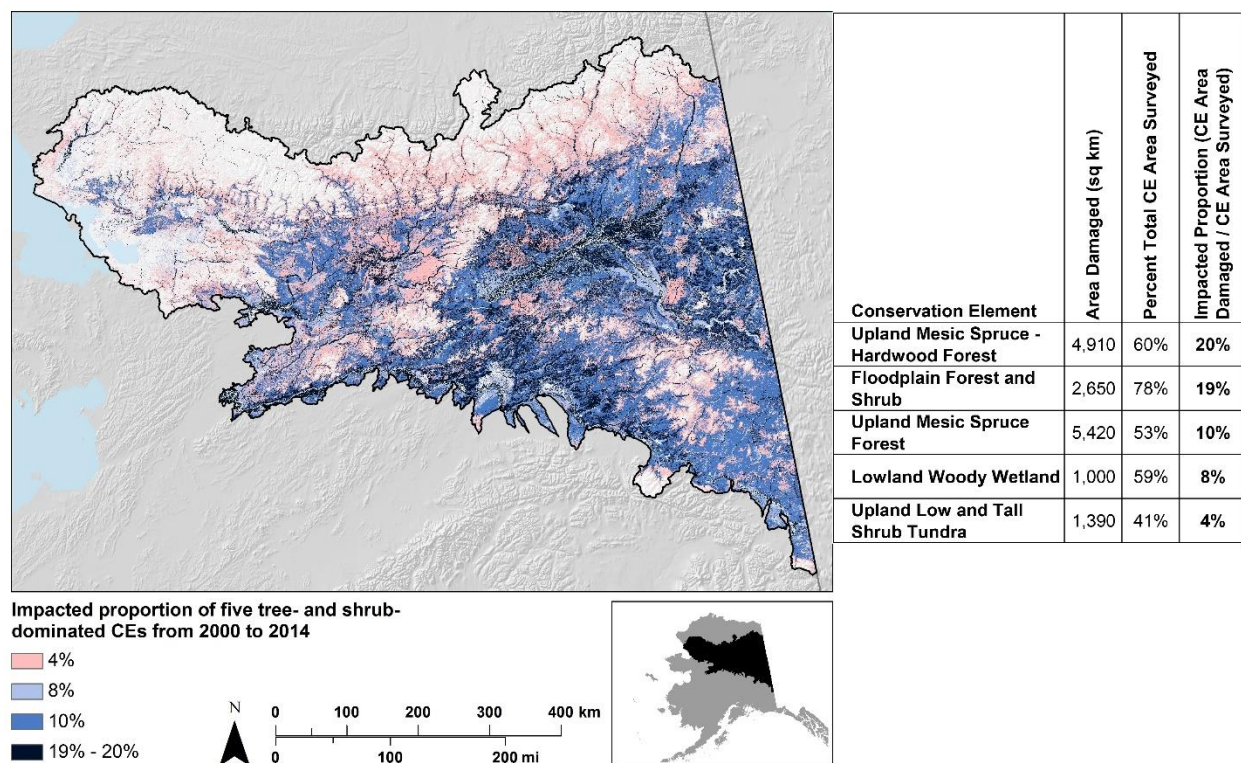 Conservation Element
Area Damaged (sq km)
Percent Total CE Area Surveyed
Impacted Proportion (CE Area
Damaged / CE Area Surveyed)
Upland Mesic Spruce -
Hardwood Forest
4,910
60%
20%
Floodplain Forest and
Shrub
2,650
78%
19%
Upland Mesic Spruce
Forest
5,420
53%
10%
Lowland Woody Wetland
1,000
59%
8%
Upland Low and Tall
Shrub Tundra
1,390
41%
4%
Impacted proportion of five tree- and shrub-
dominated CEs from 2000 to 2014
4%
8%
10%
19% - 20%
N
0 100 200 300 400 km
0 100 200 mi